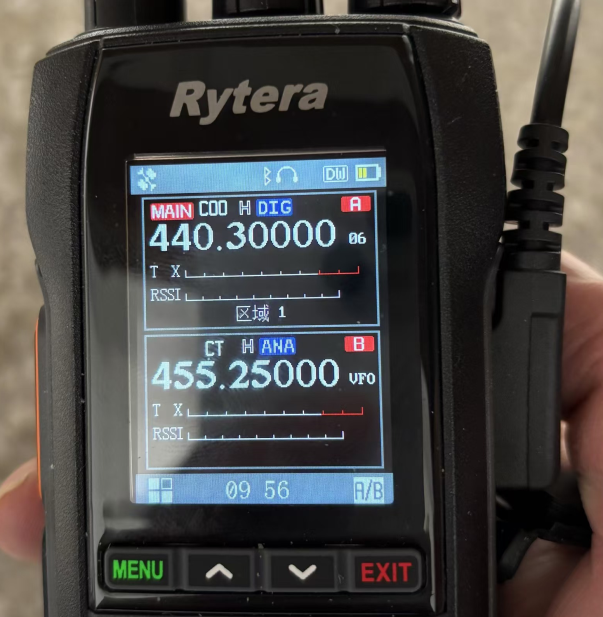 Rytera
DW
MAIN C00 H DIG A
440.30000 06
T X
RSSI
区域 1
CT H ANA B
455.25000 VFO
T X
RSSI
09 56 A/B
MENU EXIT